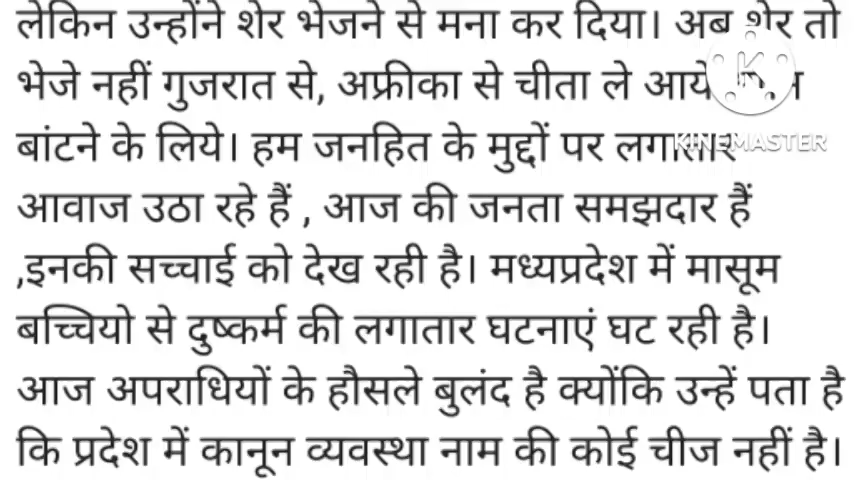 लेकिन उन्होंने शेर भेजने से मना कर दिया। अब शेर तो
भेजे नहीं गुजरात से, अफ्रीका से चीता ले आये
बांटने के लिये। हम जनहित के मुद्दों पर लगातार
आवाज उठा रहे हैं , आज की जनता समझदार हैं
,इनकी सच्चाई को देख रही है। मध्यप्रदेश में मासूम
बच्चियो से दुष्कर्म की लगातार घटनाएं घट रही है।
आज अपराधियों के हौसले बुलंद है क्योंकि उन्हें पता है
कि प्रदेश में कानून व्यवस्था नाम की कोई चीज नहीं है।
K
KINEMASTER